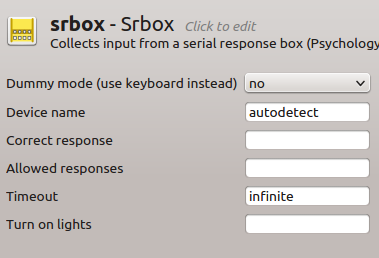 srbox - Srbox Click to edit
Collects input from a serial response box (Psychology
Dummy mode (use keyboard instead) no
Device name autodetect
Correct response
Allowed responses
Timeout infinite
Turn on lights